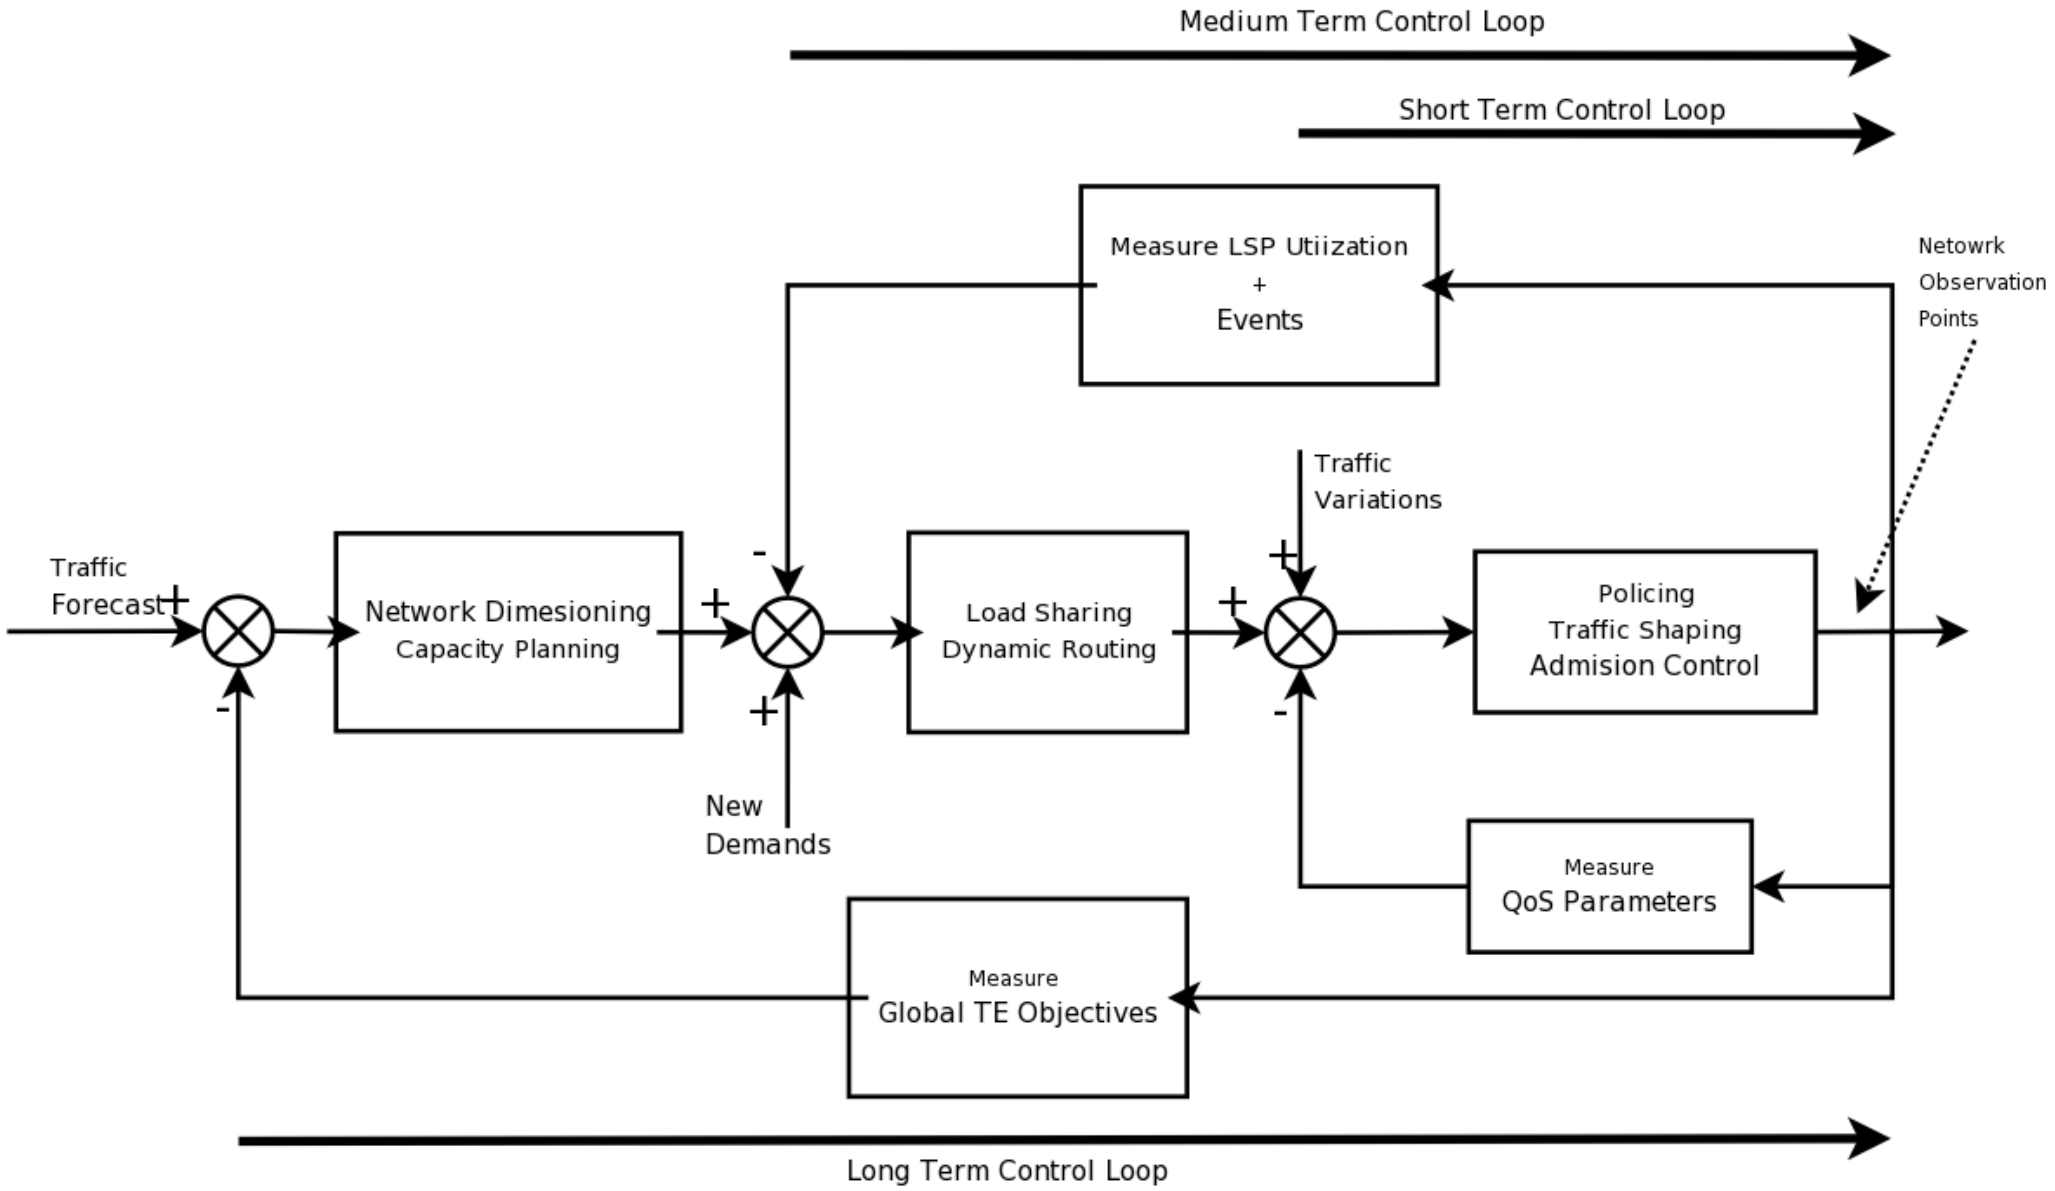 Medium Term Control Loop
Short Term Control Loop
Measure LSP Utiization
+
Events
Netowrk
Observation
Points
Traffic
Variations
-
+
Traffic
Forecast
+
Network Dimesioning
Capacity Planning
+
Load Sharing
Dynamic Routing
+
Policing
Traffic Shaping
Admision Control
-
+
-
New
Demands
Measure
QoS Parameters
Measure
Global TE Objectives
Long Term Control Loop